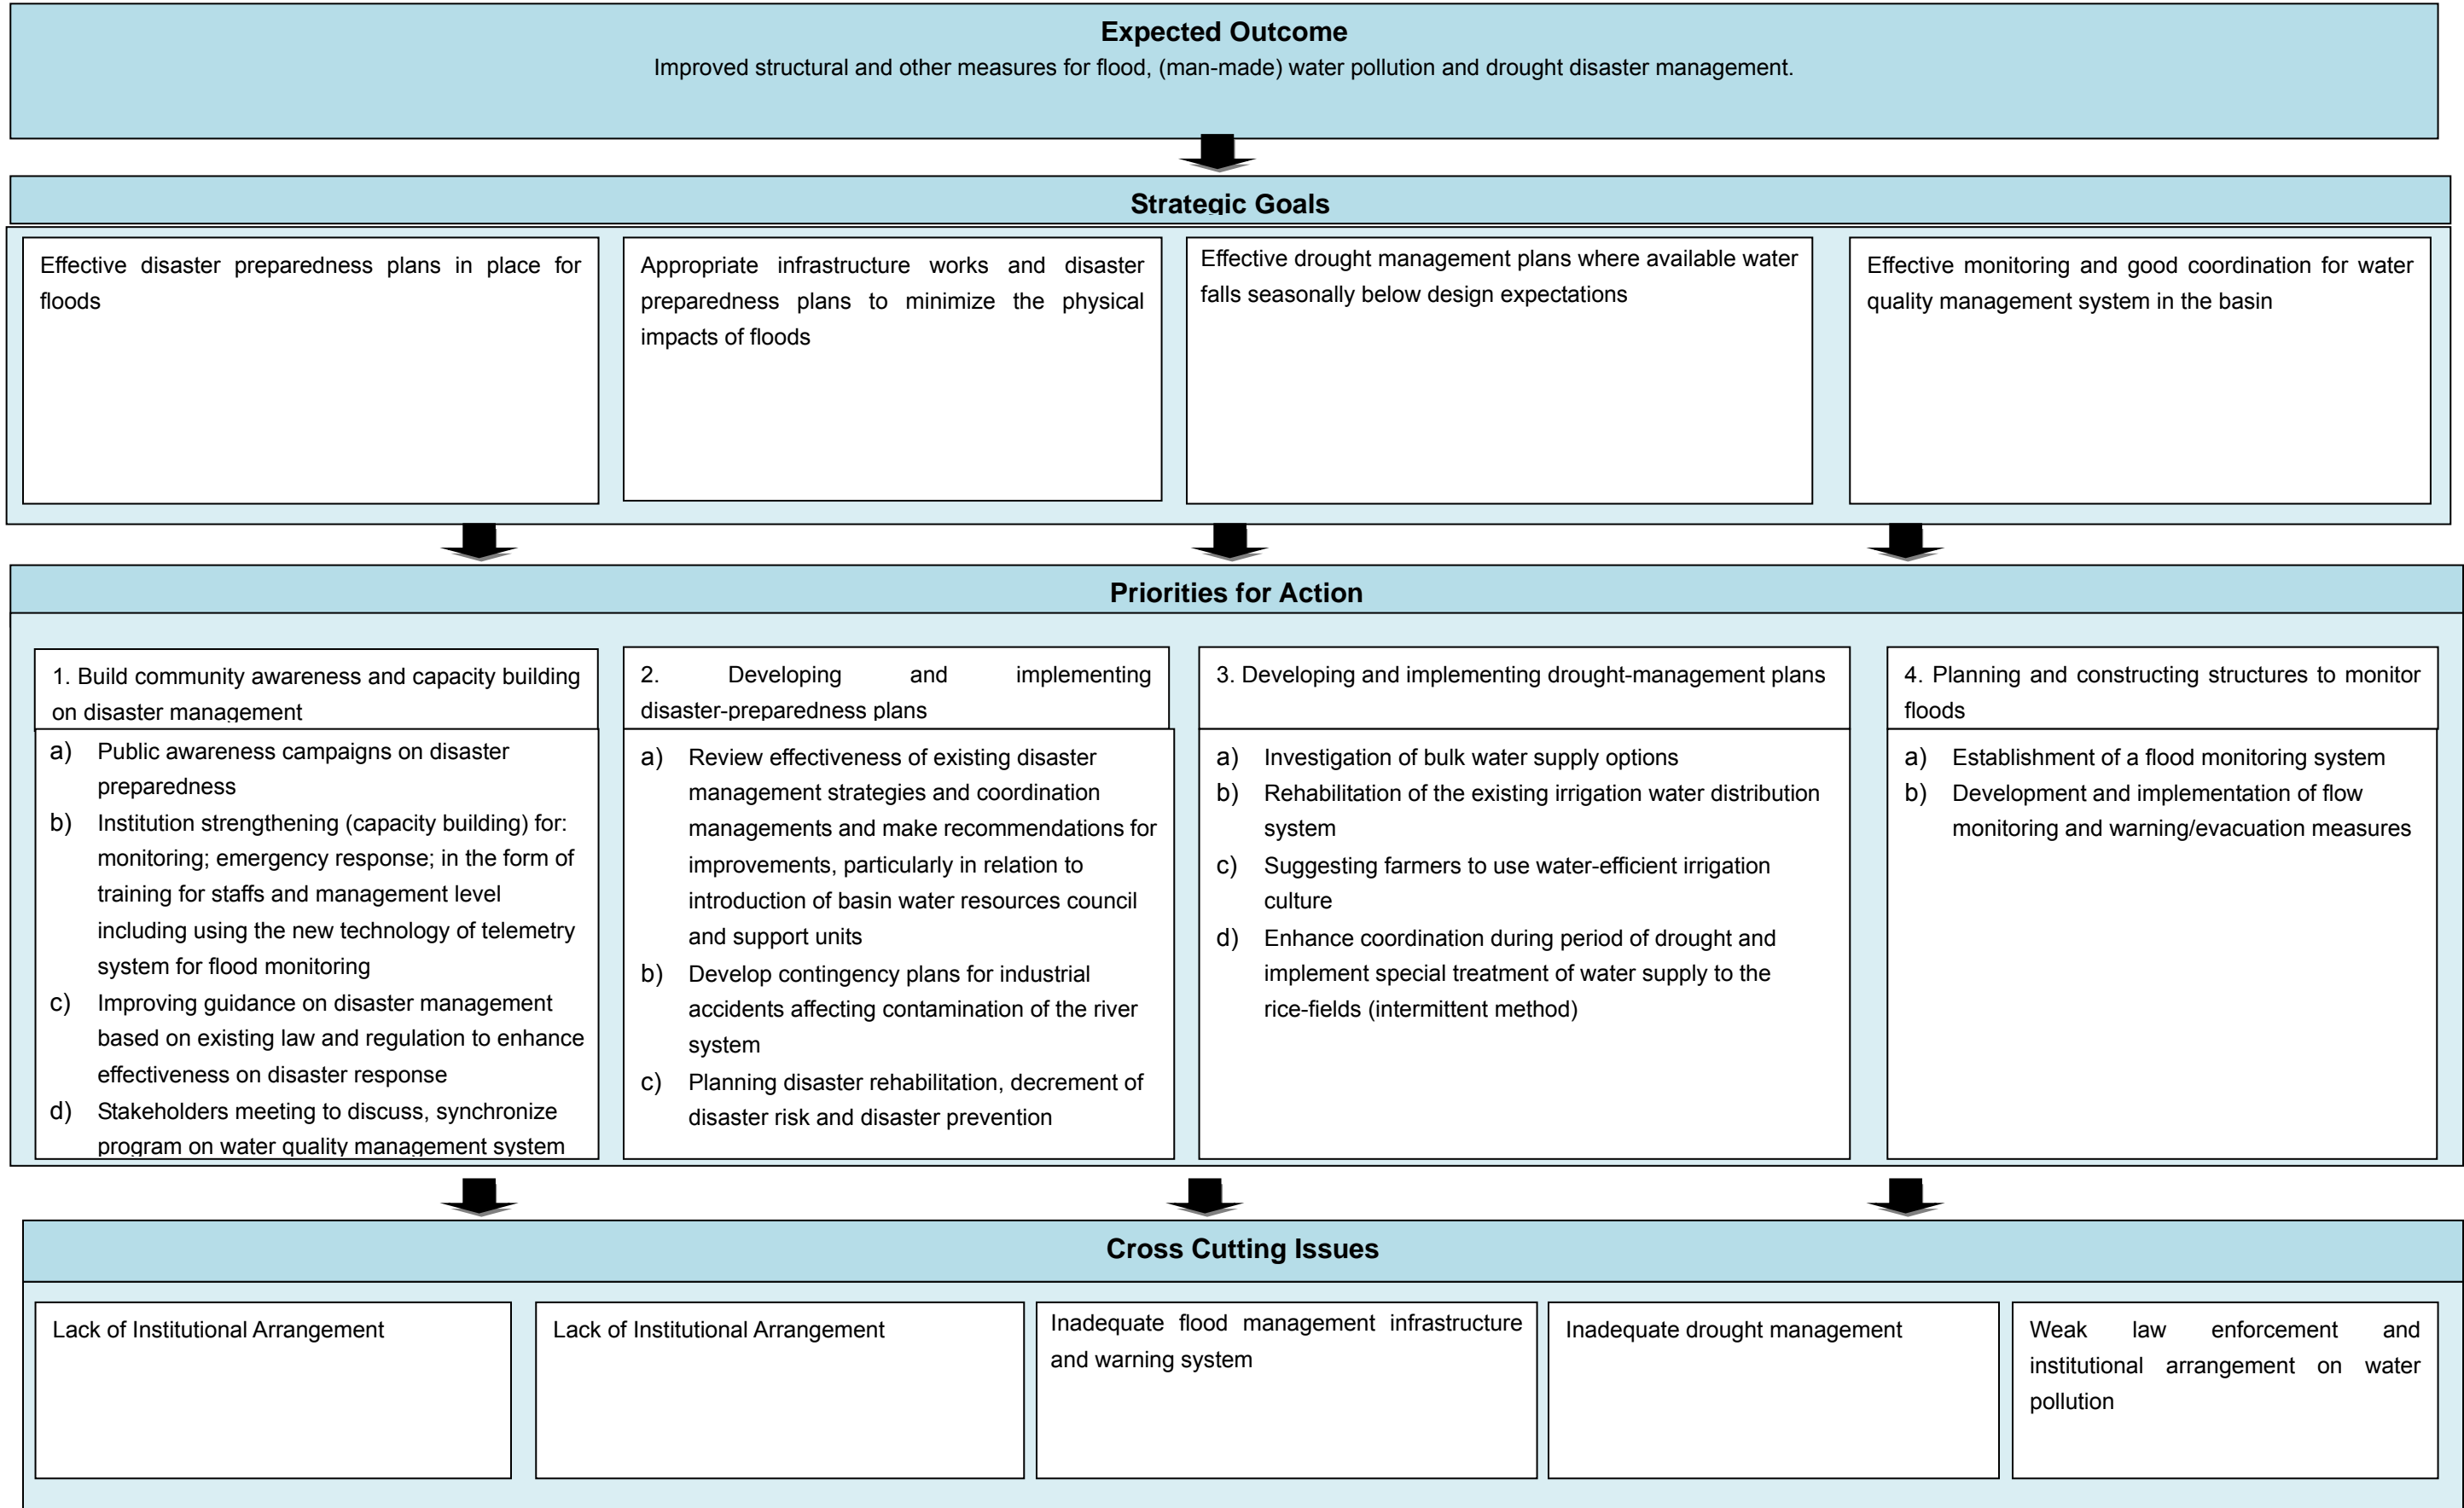 Expected Outcome
Improved structural and other measures for flood, (man-made) water pollution and drought disaster management.
Strategic Goals
Effective disaster preparedness plans in place for
floods
Appropriate infrastructure works and disaster
preparedness plans to minimize the physical
impacts of floods
Effective drought management plans where available water
falls seasonally below design expectations
Effective monitoring and good coordination for water
quality management system in the basin
Priorities for Action
1. Build community awareness and capacity building
on disaster management
a) Public awareness campaigns on disaster
preparedness
b) Institution strengthening (capacity building) for:
monitoring; emergency response; in the form of
training for staffs and management level
including using the new technology of telemetry
system for flood monitoring
c) Improving guidance on disaster management
based on existing law and regulation to enhance
effectiveness on disaster response
d) Stakeholders meeting to discuss, synchronize
program on water quality management system
2. Developing and implementing
disaster-preparedness plans
a) Review effectiveness of existing disaster
management strategies and coordination
managements and make recommendations for
improvements, particularly in relation to
introduction of basin water resources council
and support units
b) Develop contingency plans for industrial
accidents affecting contamination of the river
system
c) Planning disaster rehabilitation, decrement of
disaster risk and disaster prevention
3. Developing and implementing drought-management plans
a) Investigation of bulk water supply options
b) Rehabilitation of the existing irrigation water distribution
system
c) Suggesting farmers to use water-efficient irrigation
culture
d) Enhance coordination during period of drought and
implement special treatment of water supply to the
rice-fields (intermittent method)
4. Planning and constructing structures to monitor
floods
a) Establishment of a flood monitoring system
b) Development and implementation of flow
monitoring and warning/evacuation measures
Cross Cutting Issues
Lack of Institutional Arrangement
Lack of Institutional Arrangement
Inadequate flood management infrastructure
and warning system
Inadequate drought management
Weak law enforcement and
institutional arrangement on water
pollution